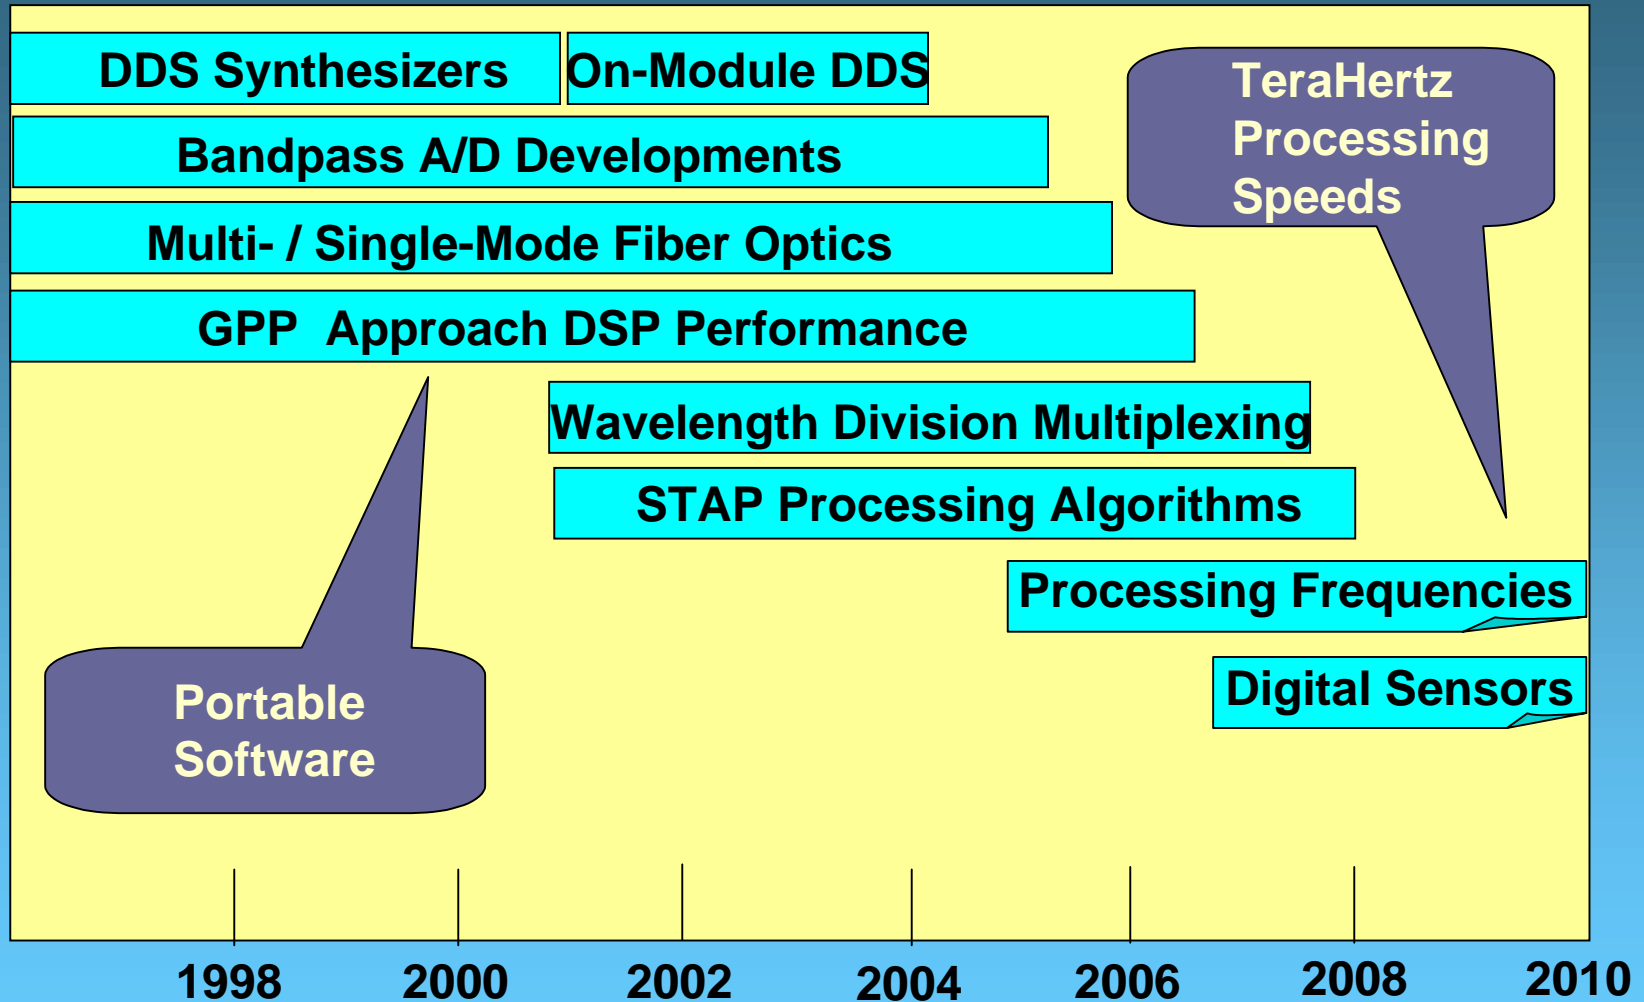 DDS Synthesizers
On-Module DDS
TeraHertz
Processing
Speeds
Bandpass A/D Developments
Multi- / Single-Mode Fiber Optics
GPP Approach DSP Performance
Wavelength Division Multiplexing
STAP Processing Algorithms
Processing Frequencies
Digital Sensors
Portable
Software
1998 2000 2002 2004 2006 2008 2010